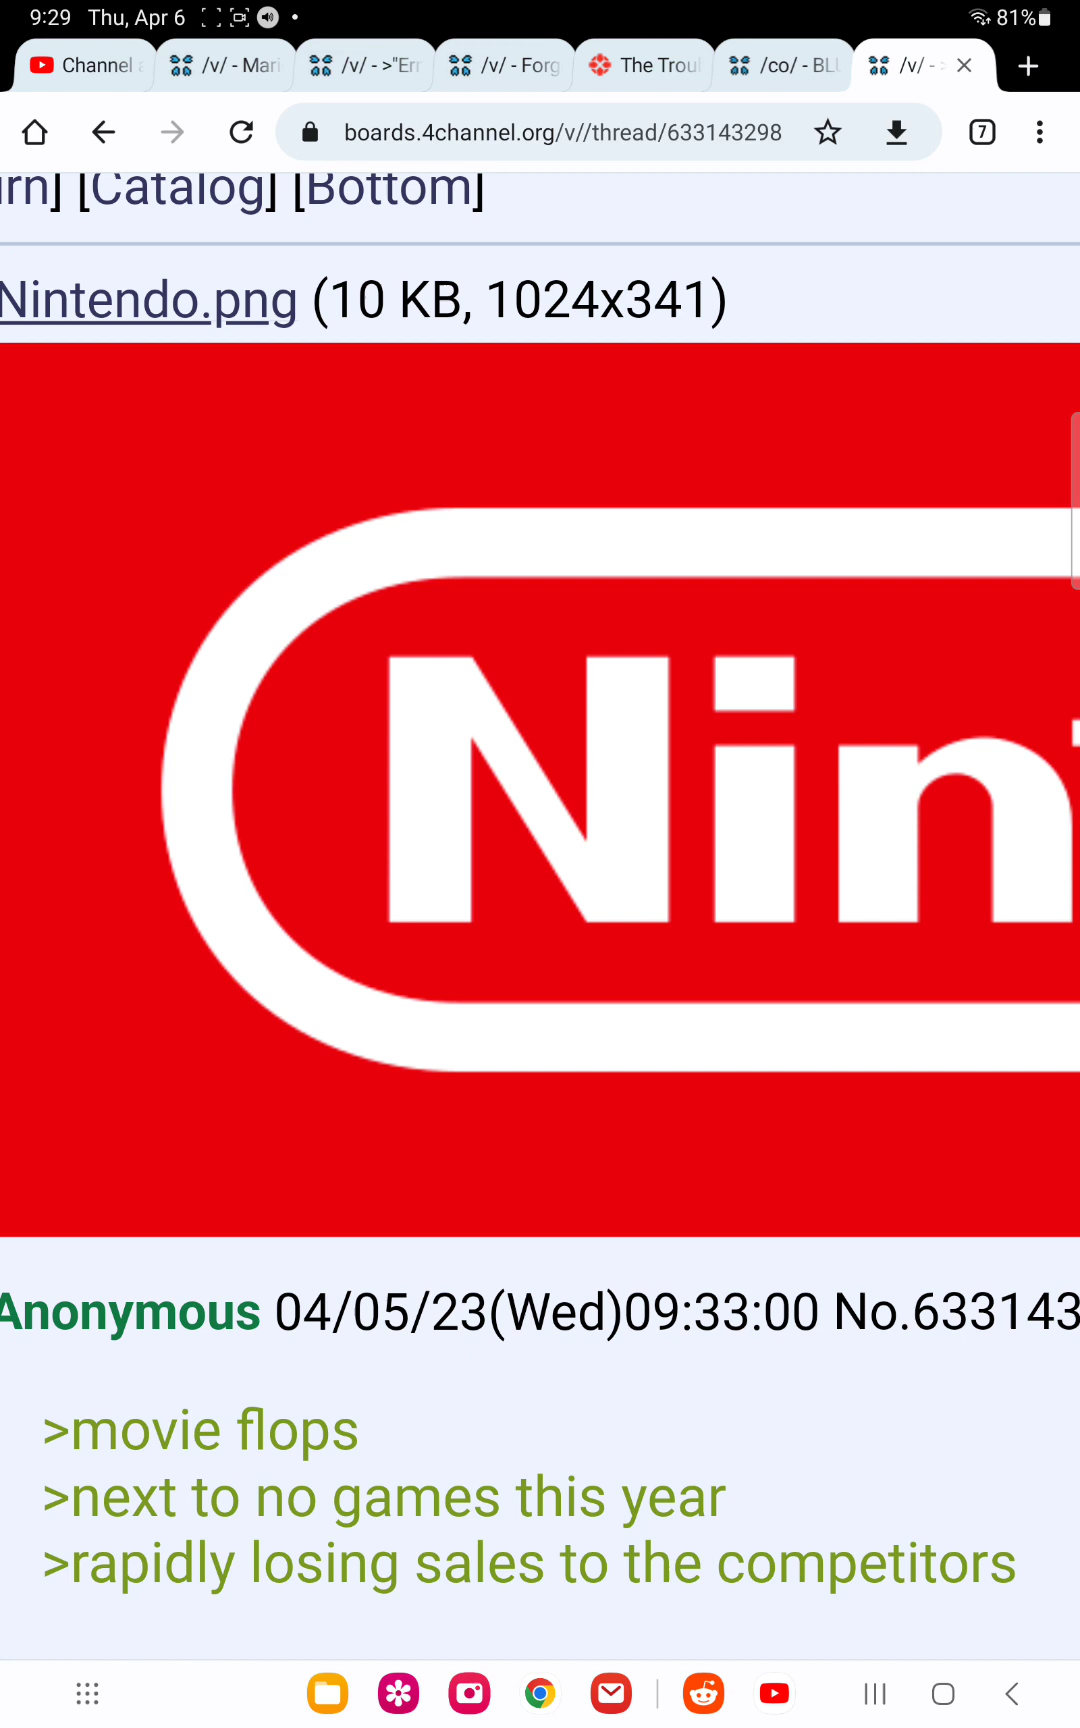 9:29 Thu, Apr 6 81%
Channel /v/ - Mari /v/ - >"Err /v/ - Forg The Trou /co/ - BL /v/ -
boards.4channel.org/v//thread/633143298 7
rn] [Catalog] [Bottom]
Nintendo.png (10 KB, 1024x341)
Nin
Anonymous 04/05/23(Wed)09:33:00 No.633143
>movie flops
>next to no games this year
>rapidly losing sales to the competitors